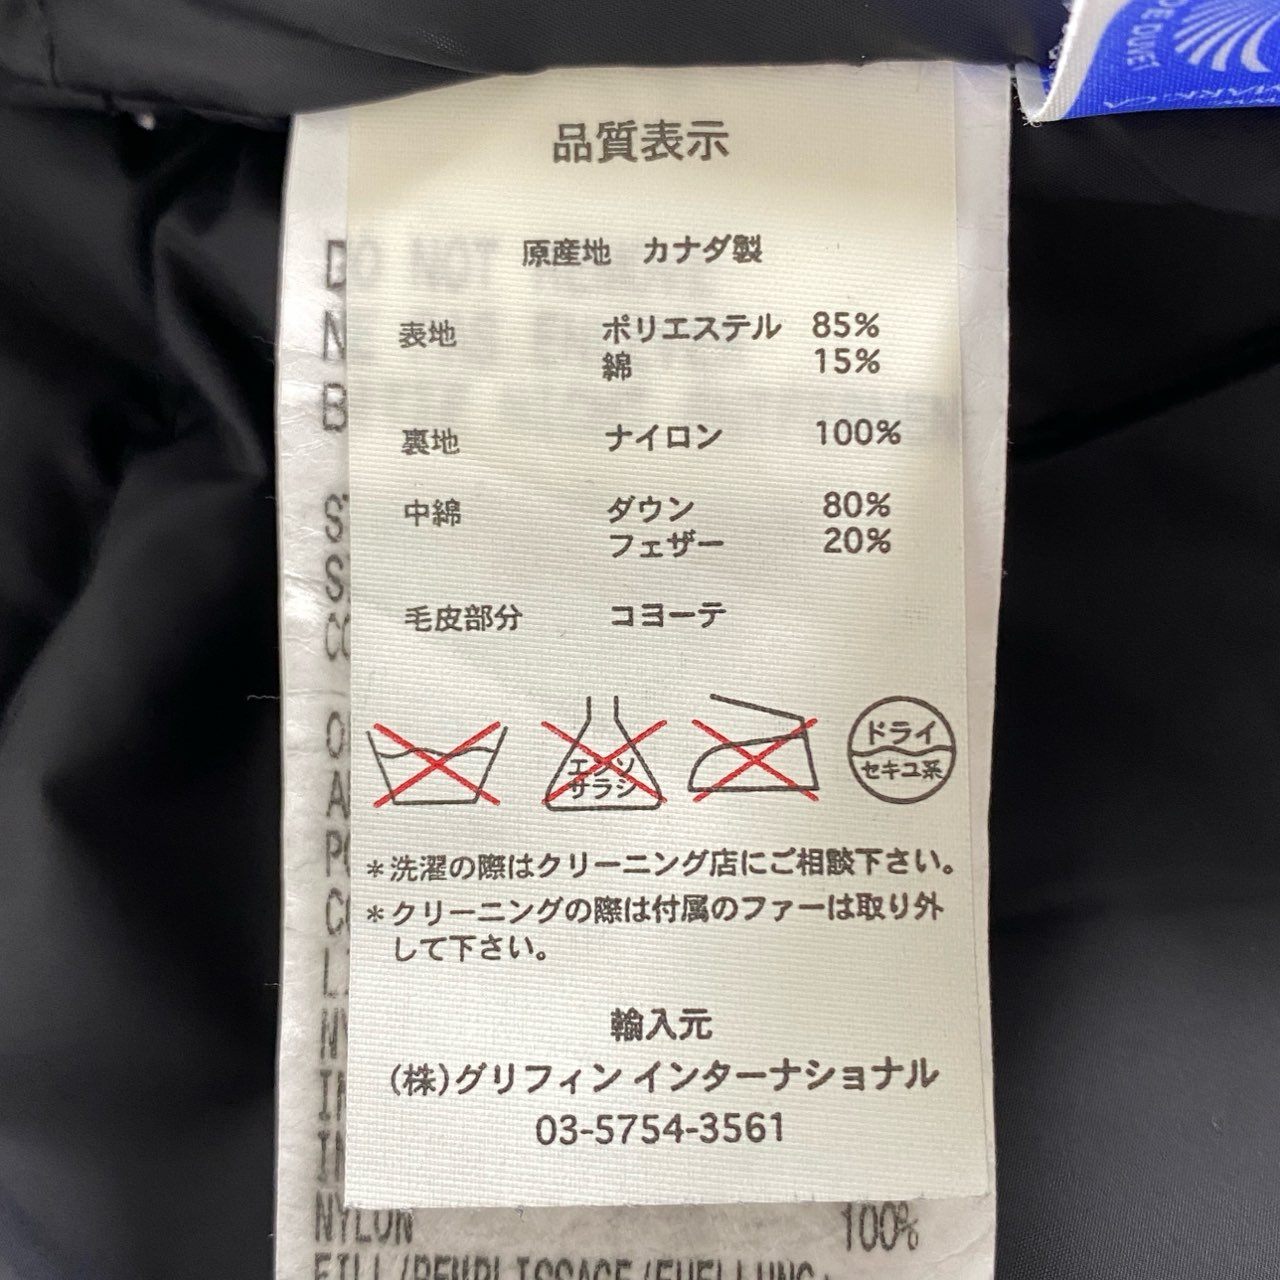 品質表示
原産地 カナダ製
表地 ポリエステル 85%
綿 15%
裏地 ナイロン 100%
中綿 ダウン 80%
フェザー 20%
毛皮部分 コヨーテ
エンソ
サラシ
ドライ
セキユ系
*洗濯の際はクリーニング店にご相談下さい。
*クリーニングの際は付属のファーは取り外
して下さい。
輸入元
(株)グリフィン インターナショナル
03-5754-3561
DO NOT
NYLON 100%
FILL/REMPLISSAGE/FUELLUNG: